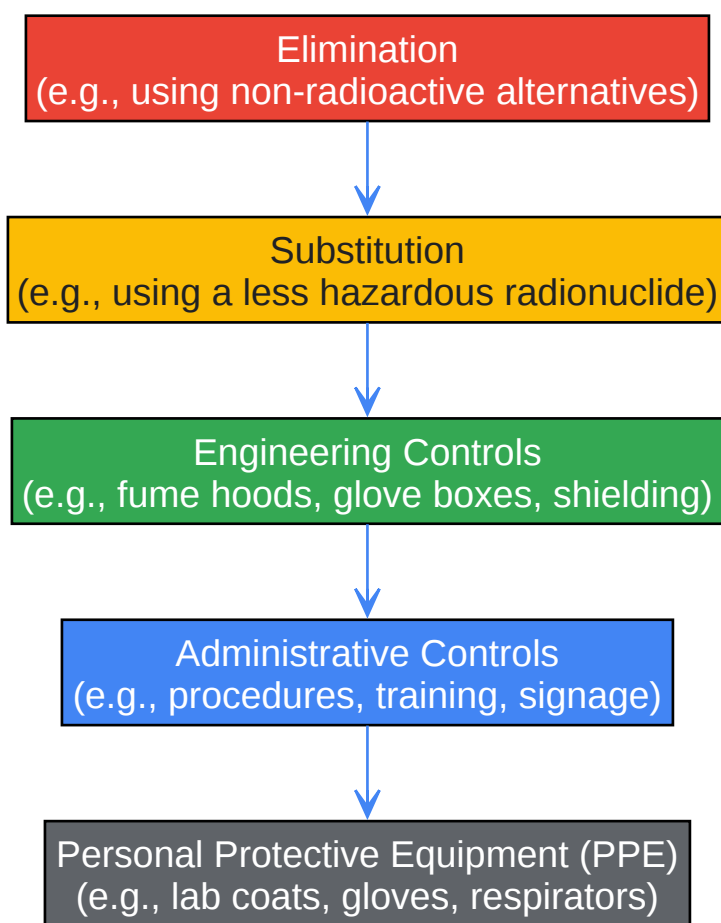 Elimination
(e.g., using non-radioactive alternatives)
Substitution
(e.g., using a less hazardous radionuclide)
Engineering Controls
(e.g., fume hoods, glove boxes, shielding)
Administrative Controls
(e.g., procedures, training, signage)
Personal Protective Equipment (PPE)
(e.g., lab coats, gloves, respirators)